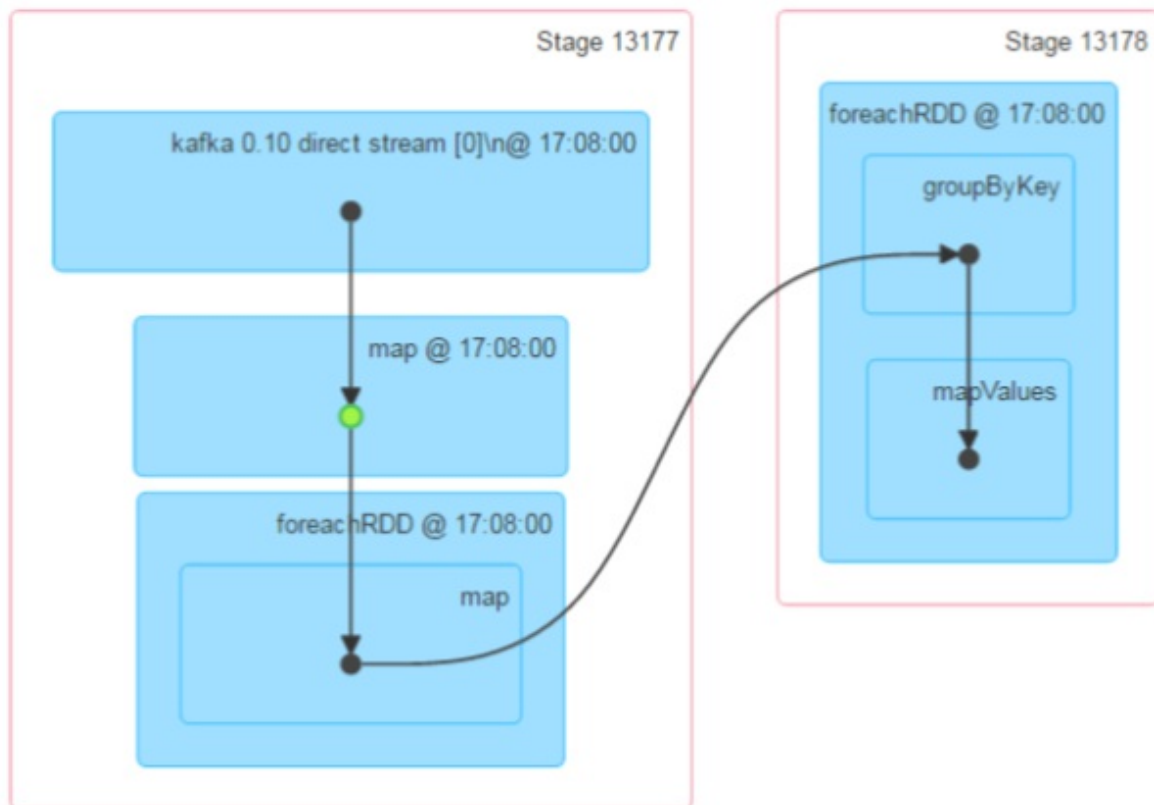 Stage 13177
kafka 0.10 direct stream [0]\n@ 17:08:00
map @ 17:08:00
foreachRDD @ 17:08:00
map
Stage 13178
foreachRDD @ 17:08:00
groupByKey
mapValues